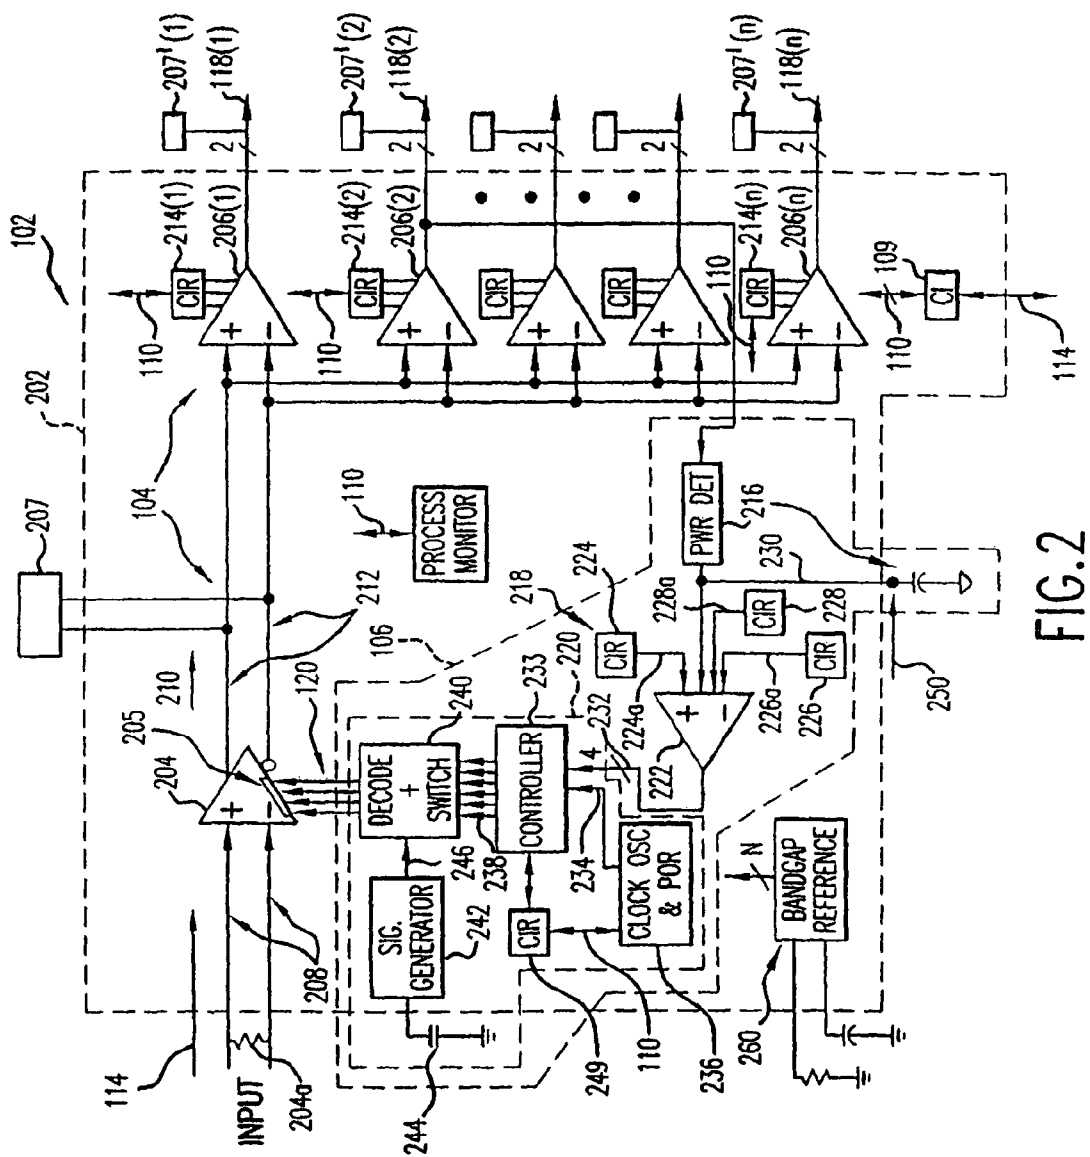 102
202
207
104
104
110
214(1)
206(1)
CIR
207'(1)
118(1)
2
110
214(2)
206(2)
CIR
207'(2)
118(2)
2
CIR
2
CIR
2
110
110
214(n)
206(n)
CIR
207'(n)
118(n)
2
109
CI
110
114
+
−
+
−
+
−
+
−
+
−
114
INPUT
204a
208
204
205
+
−
210
212
120
106
110
PROCESS
MONITOR
240
DECODE
+
SWITCH
246
SIG.
GENERATOR
242
244
238
233
CONTROLLER
220
232
4
234
CLOCK OSC
& POR
236
CIR
249
110
218
224
CIR
224a
222
+
−
226a
226
CIR
228a
228
CIR
PWR DET
216
230
250
N
BANDGAP
REFERENCE
260
FIG.2